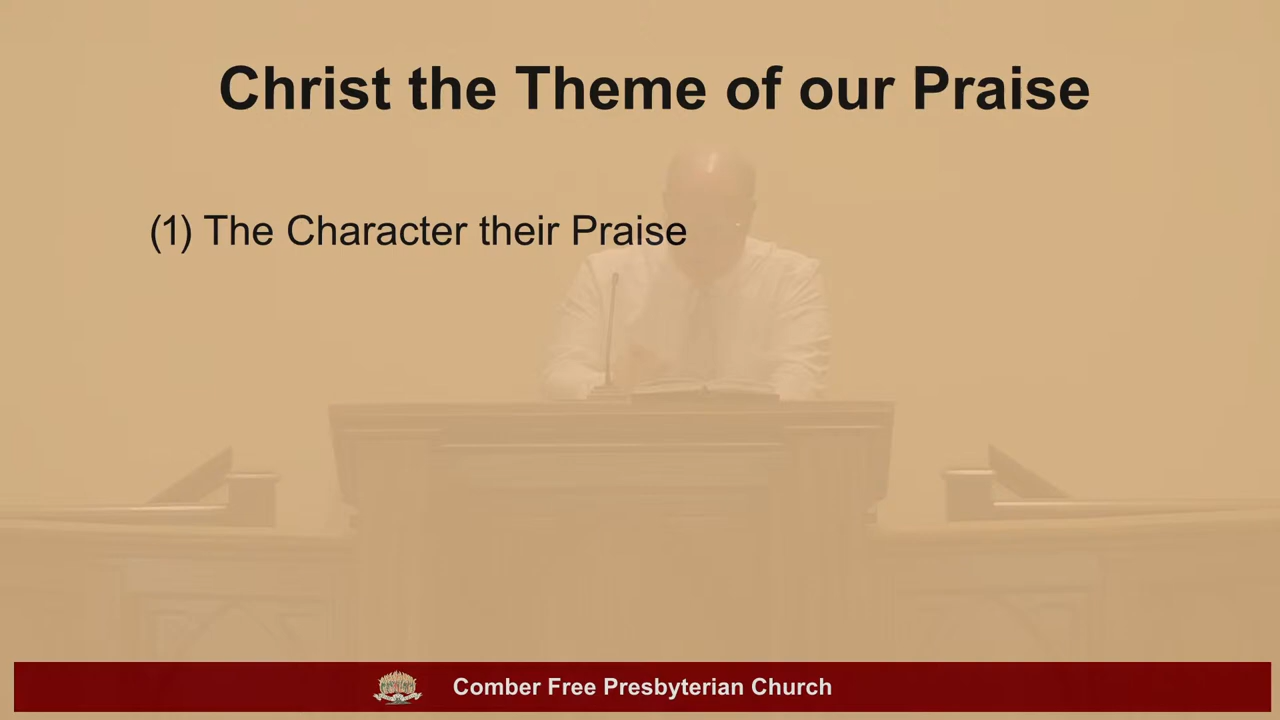 Christ the Theme of our Praise
(1) The Character their Praise
Comber Free Presbyterian Church